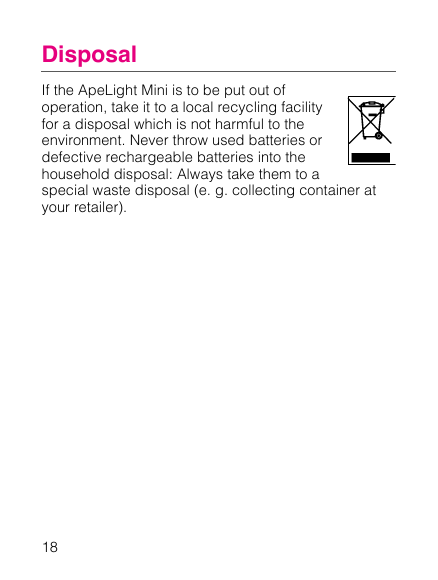 Disposal
If the ApeLight Mini is to be put out of
operation, take it to a local recycling facility
for a disposal which is not harmful to the
environment. Never throw used batteries or
defective rechargeable batteries into the
household disposal: Always take them to a
special waste disposal (e. g. collecting container at
your retailer).
18